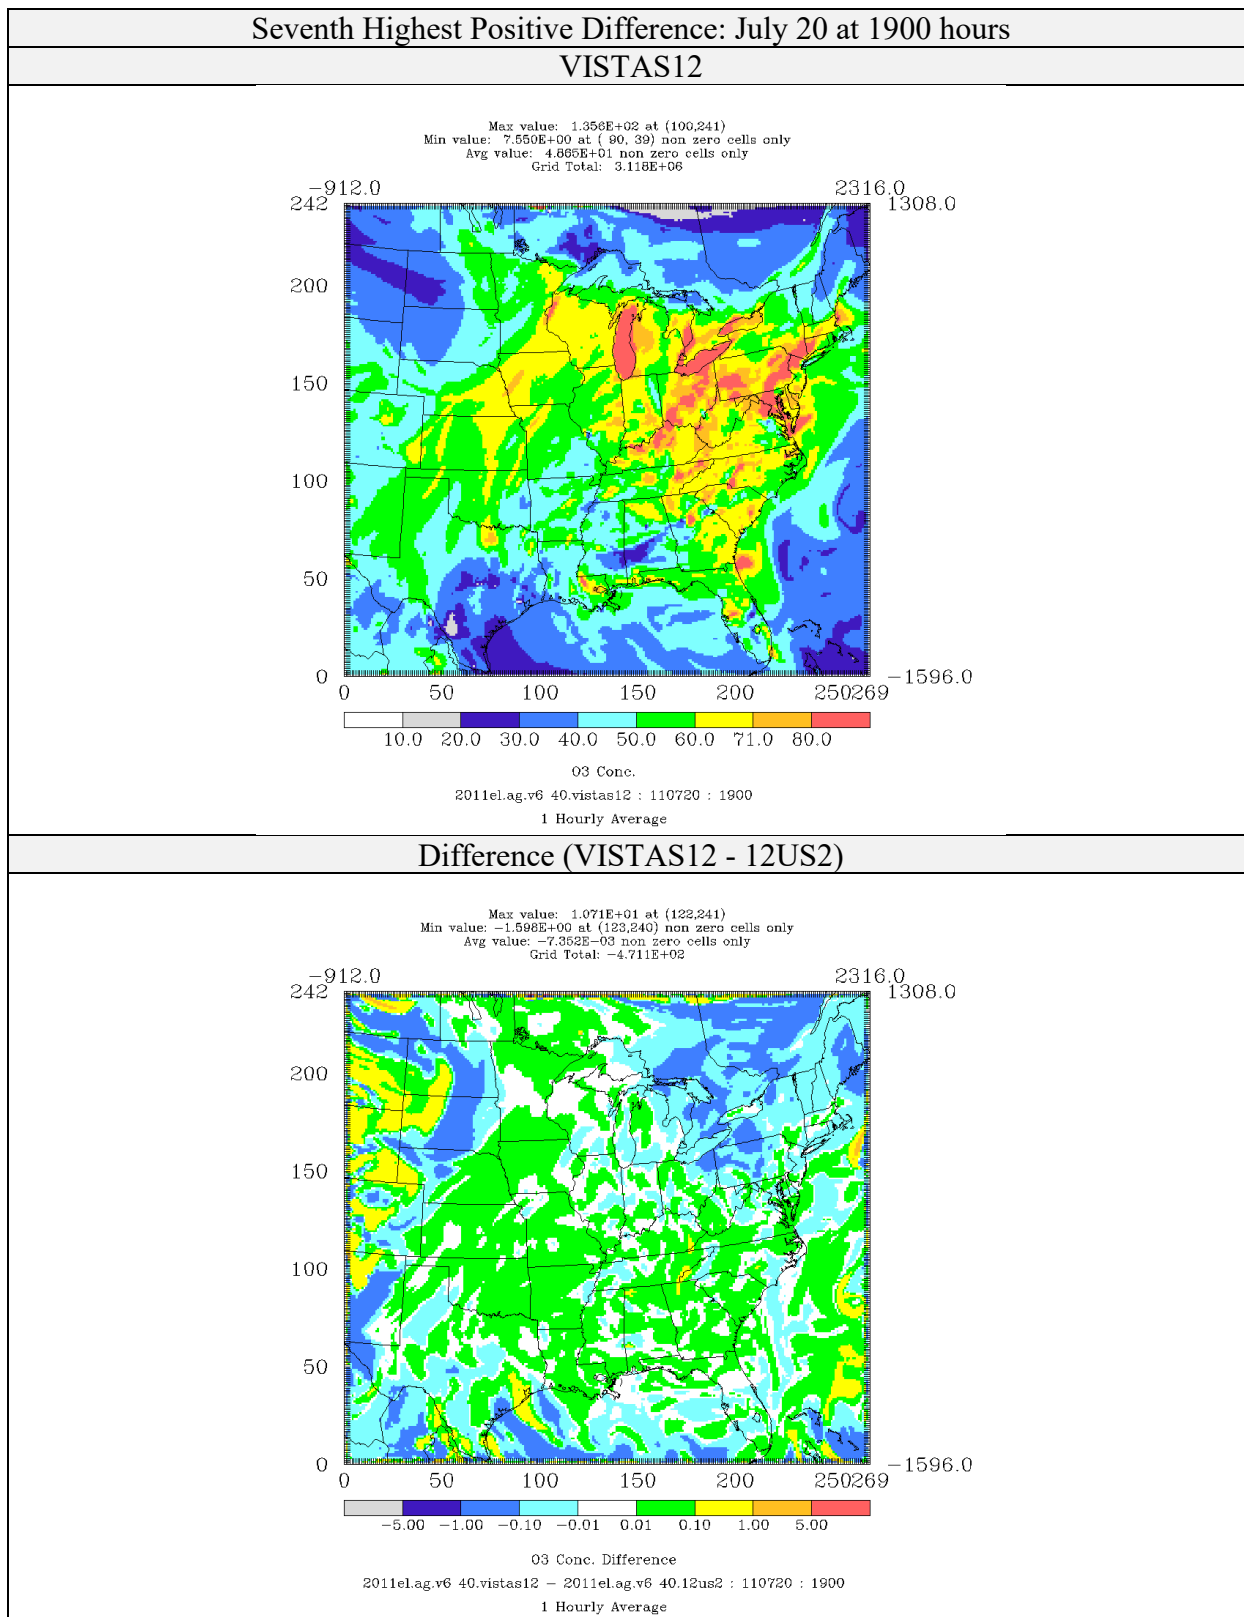 Seventh Highest Positive Difference: July 20 at 1900 hours
VISTAS12
Max value: 1.356E+02 at (100,241)
Min value: 7.550E+00 at ( 90, 39) non zero cells only
Avg value: 4.865E+01 non zero cells only
Grid Total: 3.118E+06
-912.0 2316.0
242 1308.0
200
150
100
50
0 -1596.0
0 50 100 150 200 250269
10.0 20.0 30.0 40.0 50.0 60.0 71.0 80.0
O3 Conc.
2011el.ag.v6 40.vistas12 : 110720 : 1900
1 Hourly Average
Difference (VISTAS12 - 12US2)
Max value: 1.071E+01 at (122,241)
Min value: -1.598E+00 at (123,240) non zero cells only
Avg value: -7.352E-03 non zero cells only
Grid Total: -4.711E+02
-912.0 2316.0
242 1308.0
200
150
100
50
0 -1596.0
0 50 100 150 200 250269
-5.00 -1.00 -0.10 -0.01 0.01 0.10 1.00 5.00
O3 Conc. Difference
2011el.ag.v6 40.vistas12 - 2011el.ag.v6 40.12us2 : 110720 : 1900
1 Hourly Average